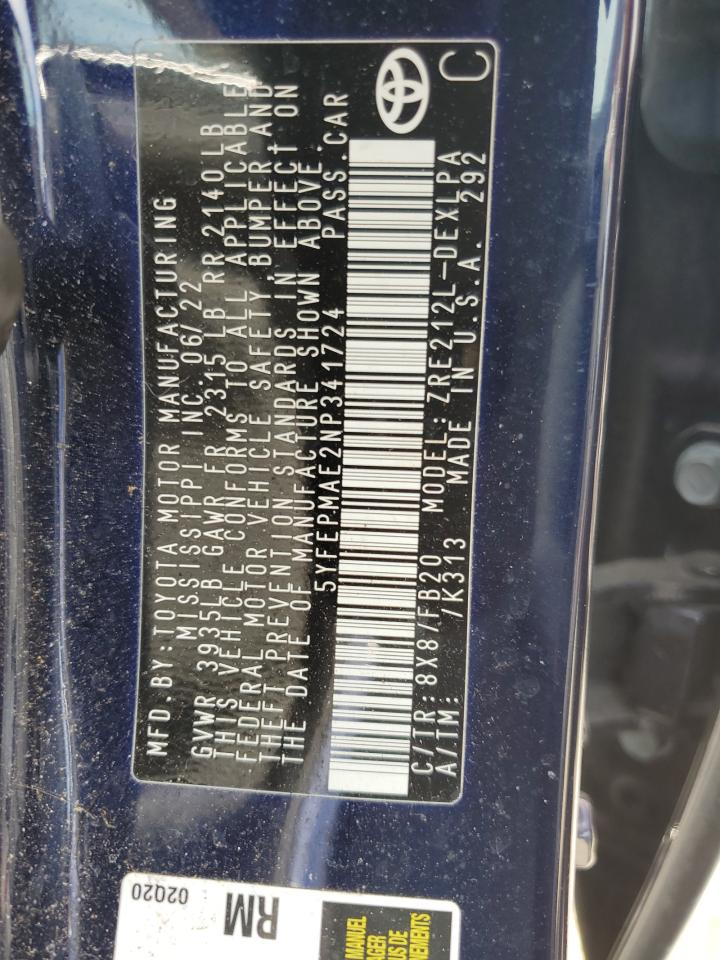 MFD.BY:TOYOTA MOTOR MANUFACTURING
MISSISSIPPI INC. 06/22
GVWR 3935LB GAWR FR 2315 LB RR 2140 LB
THIS VEHICLE CONFORMS TO ALL APPLICABLE
FEDERAL MOTOR VEHICLE SAFETY, BUMPER AND
THEFT PREVENTION STANDARDS IN EFFECT ON
THE DATE OF MANUFACTURE SHOWN ABOVE.
5YFEPMAE2NP341724 PASS.CAR
C/TR:8X8/FB20 MODEL:ZRE212L-DEXLPA
A/TM: /K313 MADE IN U.S.A. 292
C
RM
02Q20
MANUEL